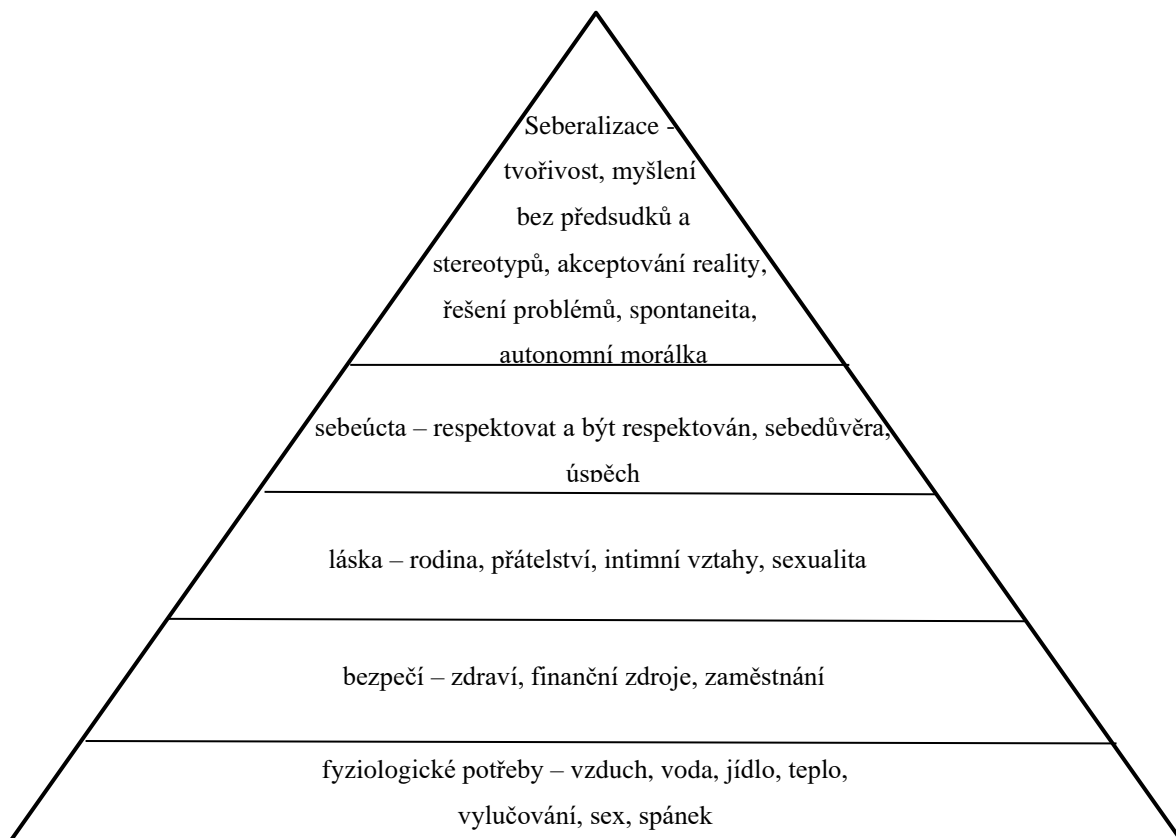 Seberalizace -
tvořivost, myšlení
bez předsudků a
stereotypů, akceptování reality,
řešení problémů, spontaneita,
autonomní morálka
sebeúcta – respektovat a být respektován, sebedůvěra,
úspěch
láska – rodina, přátelství, intimní vztahy, sexualita
bezpečí – zdraví, finanční zdroje, zaměstnání
fyziologické potřeby – vzduch, voda, jídlo, teplo,
vylučování, sex, spánek